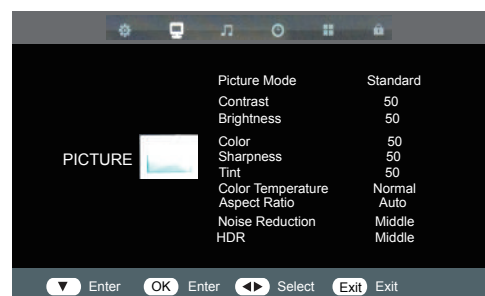 Picture Mode Standard
Contrast 50
Brightness 50
Color 50
PICTURE
Sharpness 50
Tint 50
Color Temperature Normal
Aspect Ratio Auto
Noise Reduction Middle
HDR Middle
▼ Enter OK Enter ◀▶ Select Exit Exit